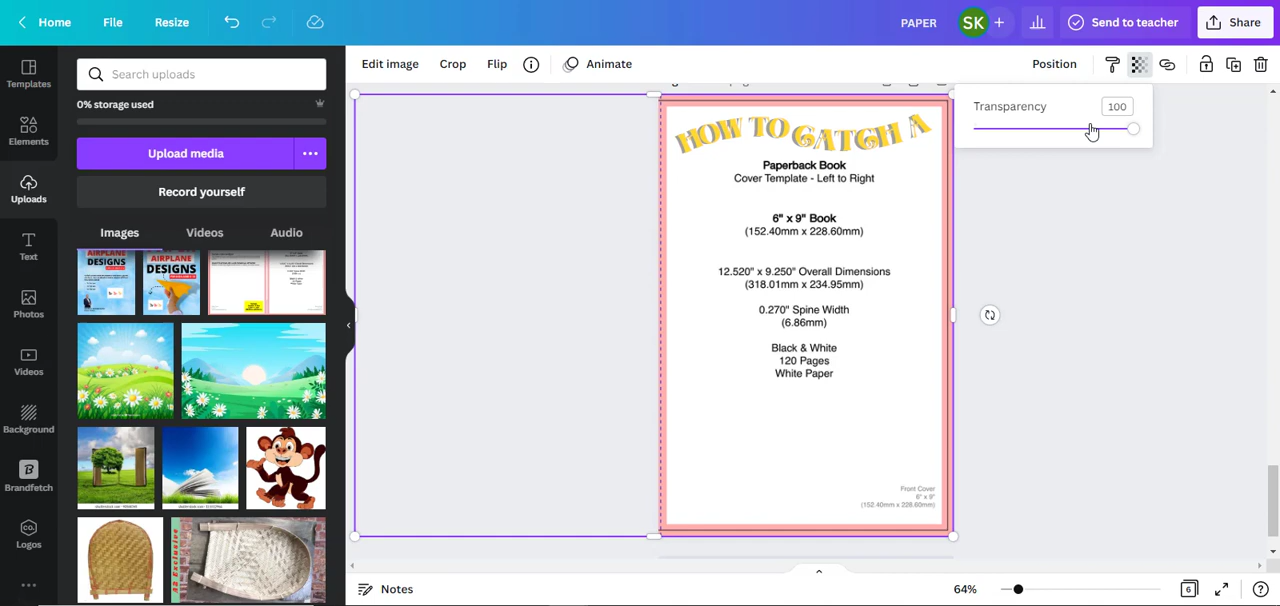 Home
File
Resize
PAPER
SK
Send to teacher
Share
Templates
Elements
Uploads
Text
Photos
Videos
Background
Brandfetch
Logos
Search uploads
0% storage used
Upload media
Record yourself
Images
Videos
Audio
AIRPLANE
DESIGNS
AIRPLANE
DESIGNS
Edit image
Crop
Flip
Animate
Position
Transparency
100
HOW TO CATCH A
Paperback Book
Cover Template - Left to Right
6" x 9" Book
(152.40mm x 228.60mm)
12.520" x 9.250" Overall Dimensions
(318.01mm x 234.95mm)
0.270" Spine Width
(6.86mm)
Black & White
120 Pages
White Paper
Front Cover
6" x 9"
(152.40mm x 228.60mm)
Notes
64%
6